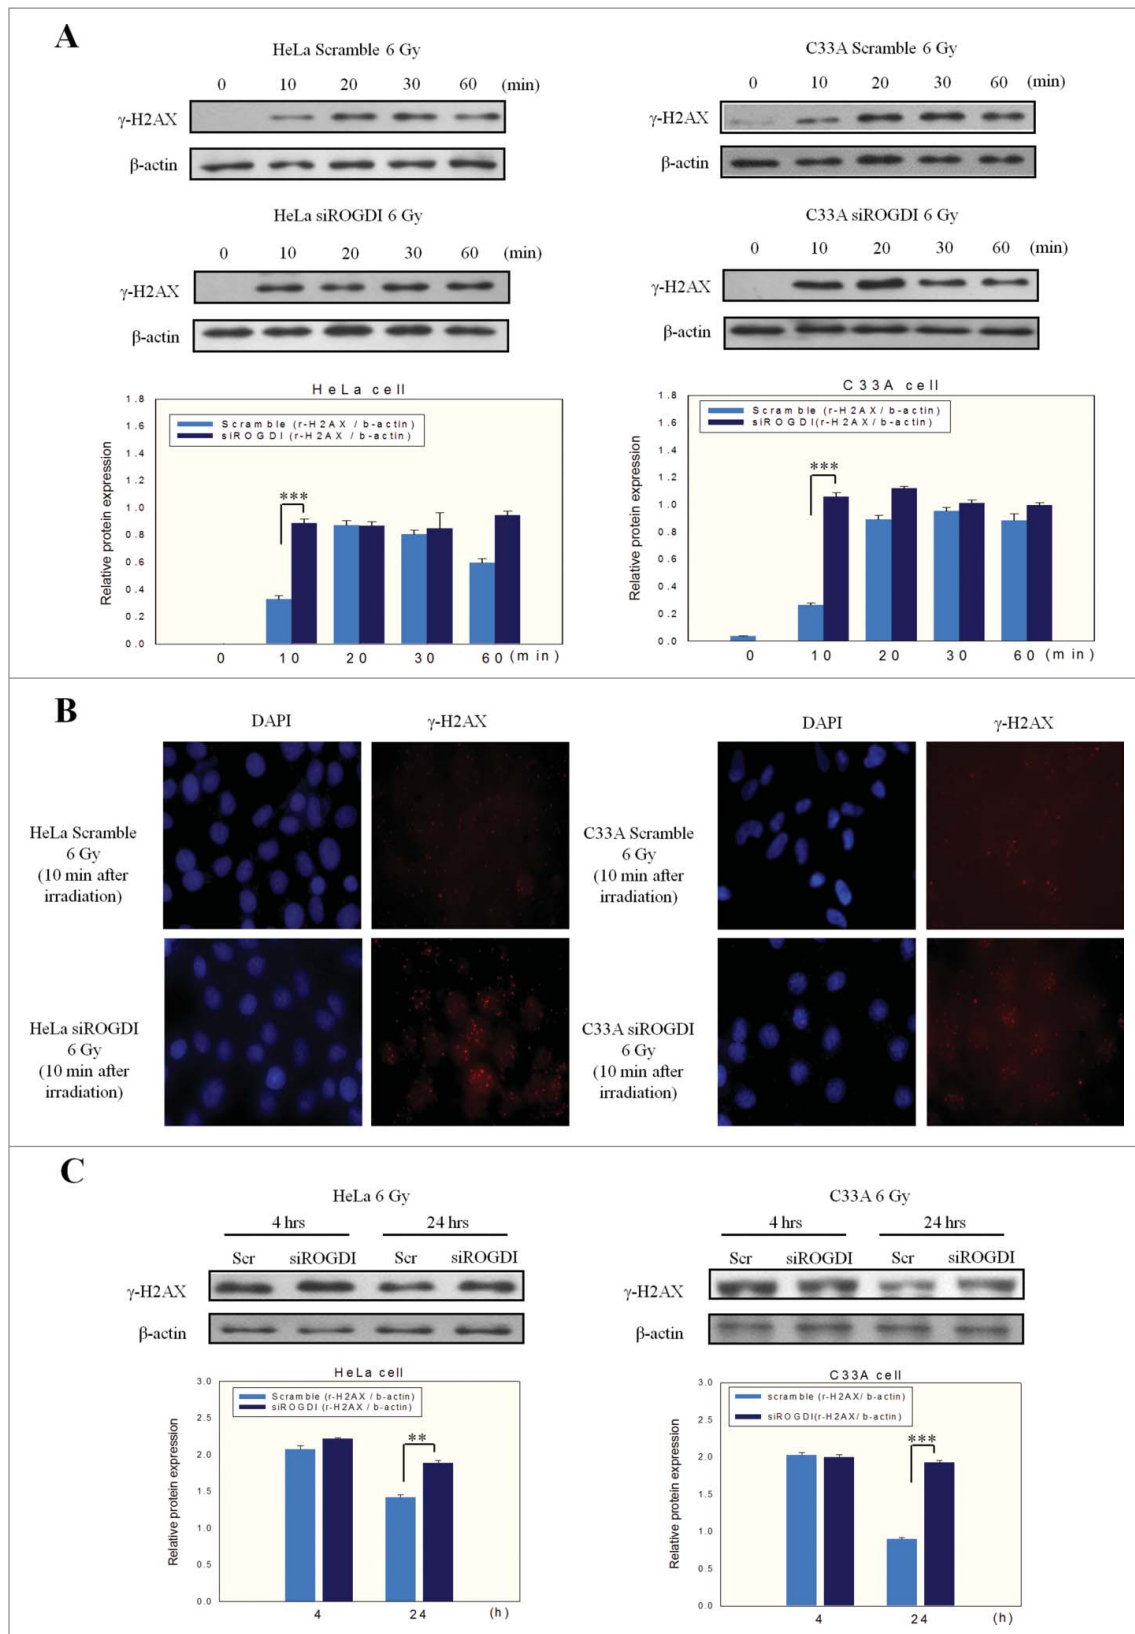 A
HeLa Scramble 6 Gy
0 10 20 30 60 (min)
γ-H2AX
β-actin
C33A Scramble 6 Gy
0 10 20 30 60 (min)
γ-H2AX
β-actin
HeLa siROGDI 6 Gy
0 10 20 30 60 (min)
γ-H2AX
β-actin
C33A siROGDI 6 Gy
0 10 20 30 60 (min)
γ-H2AX
β-actin
HeLa cell
Relative protein expression
1.8
1.6
1.4
1.2
1.0
0.8
0.6
0.4
0.2
0.0
Scramble (r-H2AX / b-actin)
siROGDI (r-H2AX / b-actin)
***
0 10 20 30 60 (min)
C33A cell
Relative protein expression
1.8
1.6
1.4
1.2
1.0
0.8
0.6
0.4
0.2
0.0
Scramble (r-H2AX / b-actin)
siROGDI(r-H2AX / b-actin)
***
0 10 20 30 60 (min)
B
DAPI γ-H2AX
HeLa Scramble
6 Gy
(10 min after
irradiation)
HeLa siROGDI
6 Gy
(10 min after
irradiation)
DAPI γ-H2AX
C33A Scramble
6 Gy
(10 min after
irradiation)
C33A siROGDI
6 Gy
(10 min after
irradiation)
C
HeLa 6 Gy
4 hrs 24 hrs
Scr siROGDI Scr siROGDI
γ-H2AX
β-actin
C33A 6 Gy
4 hrs 24 hrs
Scr siROGDI Scr siROGDI
γ-H2AX
β-actin
HeLa cell
Relative protein expression
3.0
2.5
2.0
1.5
1.0
0.5
0.0
Scramble (r-H2AX / b-actin)
siROGDI (r-H2AX / b-actin)
**
4 24 (h)
C33A cell
Relative protein expression
3.0
2.5
2.0
1.5
1.0
0.5
0.0
scramble (r-H2AX/ b-actin)
siROGDI(r-H2AX/ b-actin)
***
4 24 (h)